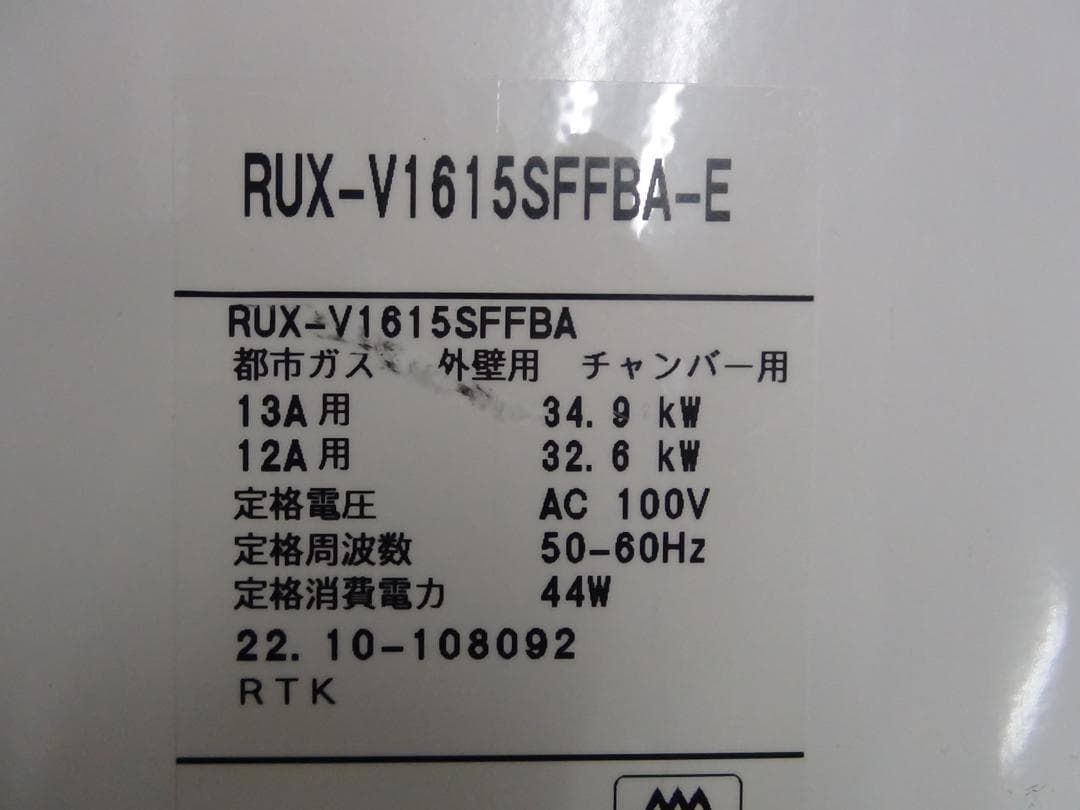 RUX-V1615SFFBA-E
RUX-V1615SFFBA
都市ガス 外壁用 チャンバー用
13A用 34.9 kW
12A用 32.6 kW
定格電圧 AC 100V
定格周波数 50-60Hz
定格消費電力 44W
22.10-108092
RTK